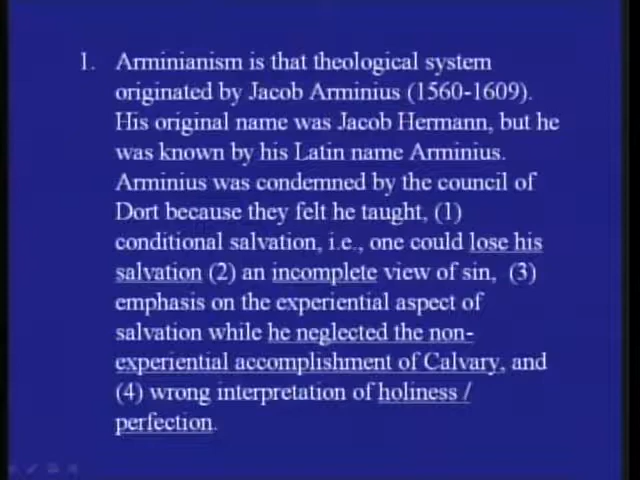 1. Arminianism is that theological system
originated by Jacob Arminius (1560-1609).
His original name was Jacob Hermann, but he
was known by his Latin name Arminius.
Arminius was condemned by the council of
Dort because they felt he taught, (1)
conditional salvation, i.e., one could lose his
salvation (2) an incomplete view of sin, (3)
emphasis on the experiential aspect of
salvation while he neglected the non-
experiential accomplishment of Calvary, and
(4) wrong interpretation of holiness /
perfection.